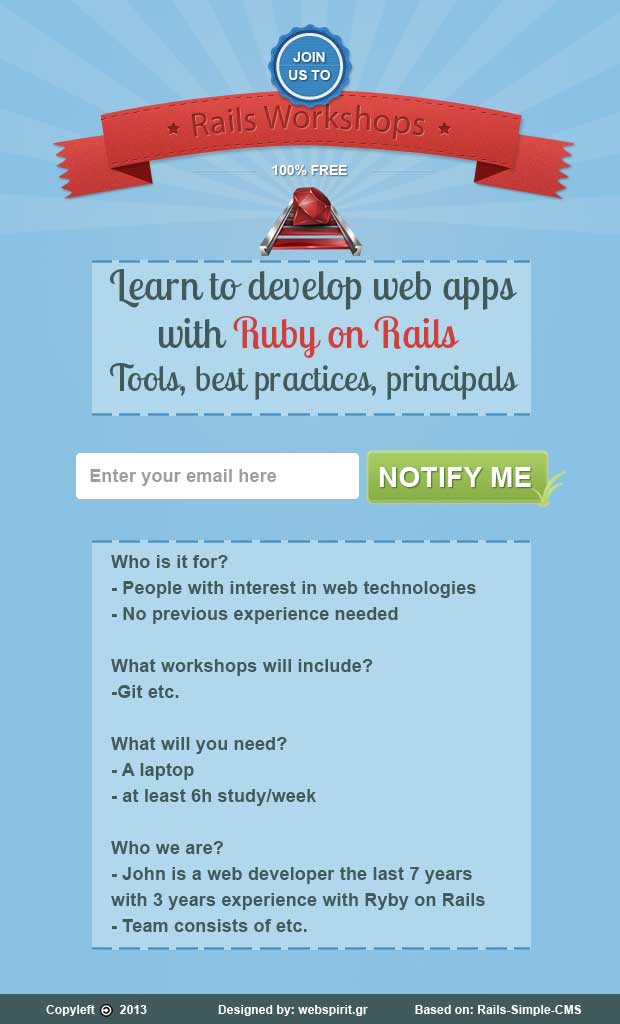 JOIN
US TO
Rails Workshops
100% FREE
Learn to develop web apps
with Ruby on Rails
Tools, best practices, principals
Enter your email here
NOTIFY ME
Who is it for?
- People with interest in web technologies
- No previous experience needed
What workshops will include?
-Git etc.
What will you need?
- A laptop
- at least 6h study/week
Who we are?
- John is a web developer the last 7 years
with 3 years experience with Ryby on Rails
- Team consists of etc.
Copyleft 2013
Designed by: webspirit.gr
Based on: Rails-Simple-CMS